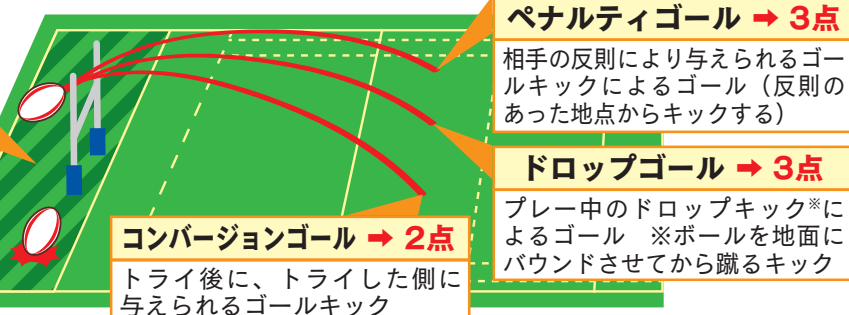 ペナルティゴール ➡ 3点
相手の反則により与えられるゴー
ルキックによるゴール（反則の
あった地点からキックする）
ドロップゴール ➡ 3点
プレー中のドロップキック※に
よるゴール　※ボールを地面に
バウンドさせてから蹴るキック
コンバージョンゴール ➡ 2点
トライ後に、トライした側に
与えられるゴールキック